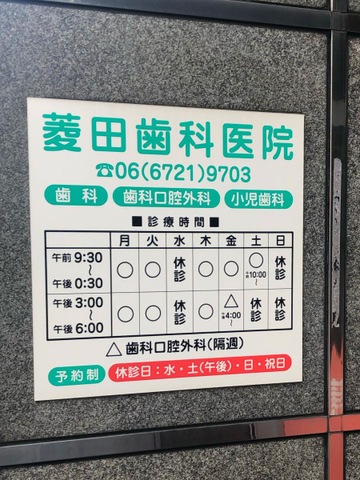 菱田歯科医院
☎06(6721)9703
歯科 歯科口腔外科 小児歯科
■診療時間■
月 火 水 木 金 土 日
午前9:30～午後0:30 ○ ○ 休診 ○ ○ ○ 10:00～ 休診
午後3:00～午後6:00 ○ ○ 休診 ○ △ 4:00～ 休診 休診
△歯科口腔外科(隔週)
予約制 休診日：水・土(午後)・日・祝日